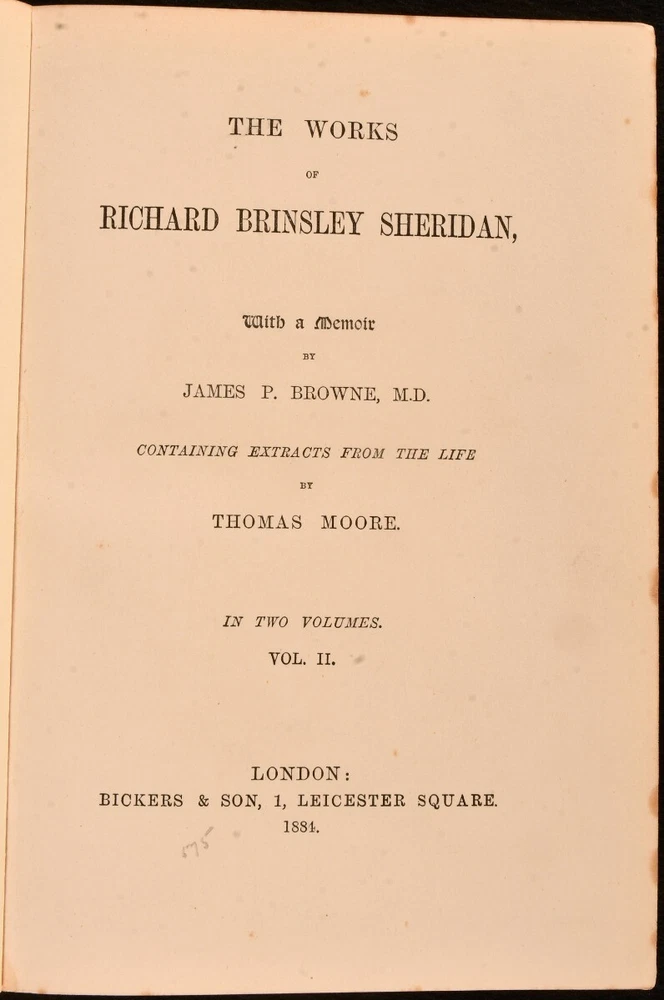 THE WORKS
OF
RICHARD BRINSLEY SHERIDAN,
With a Memoir
BY
JAMES P. BROWNE, M.D.
CONTAINING EXTRACTS FROM THE LIFE
BY
THOMAS MOORE.
IN TWO VOLUMES.
VOL. II.
LONDON:
BICKERS & SON, 1, LEICESTER SQUARE.
1884.